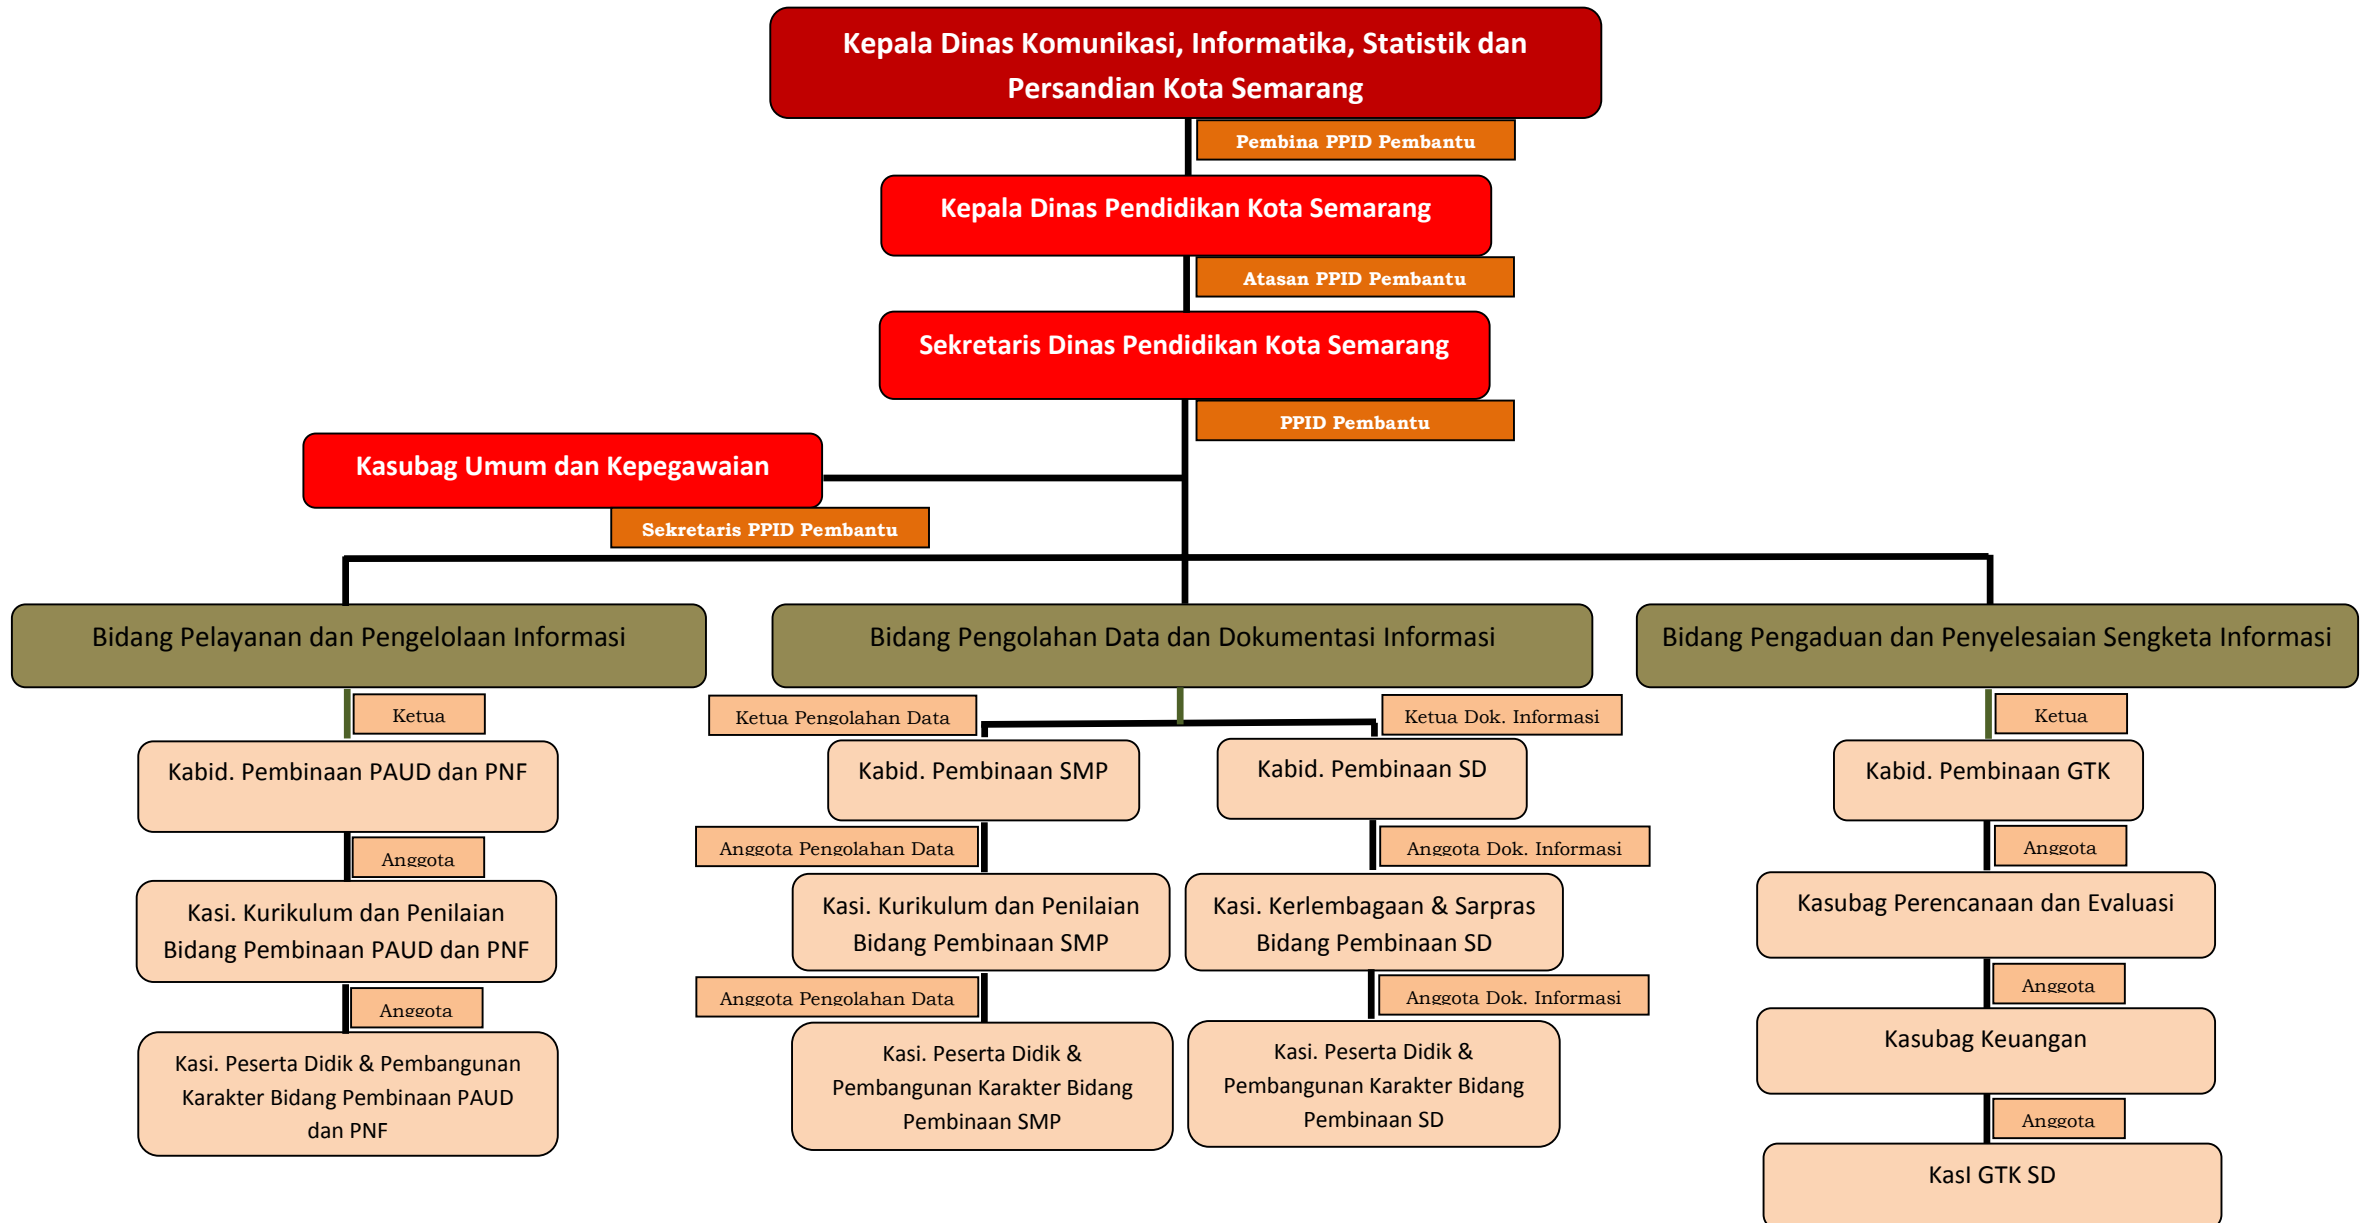 Kepala Dinas Komunikasi, Informatika, Statistik dan
Persandian Kota Semarang
Pembina PPID Pembantu
Kepala Dinas Pendidikan Kota Semarang
Atasan PPID Pembantu
Sekretaris Dinas Pendidikan Kota Semarang
PPID Pembantu
Kasubag Umum dan Kepegawaian
Sekretaris PPID Pembantu
Bidang Pelayanan dan Pengelolaan Informasi
Ketua
Kabid. Pembinaan PAUD dan PNF
Anggota
Kasi. Kurikulum dan Penilaian
Bidang Pembinaan PAUD dan PNF
Anggota
Kasi. Peserta Didik & Pembangunan
Karakter Bidang Pembinaan PAUD
dan PNF
Bidang Pengolahan Data dan Dokumentasi Informasi
Ketua Pengolahan Data
Kabid. Pembinaan SMP
Anggota Pengolahan Data
Kasi. Kurikulum dan Penilaian
Bidang Pembinaan SMP
Anggota Pengolahan Data
Kasi. Peserta Didik &
Pembangunan Karakter Bidang
Pembinaan SMP
Ketua Dok. Informasi
Kabid. Pembinaan SD
Anggota Dok. Informasi
Kasi. Kerlembagaan & Sarpras
Bidang Pembinaan SD
Anggota Dok. Informasi
Kasi. Peserta Didik &
Pembangunan Karakter Bidang
Pembinaan SD
Bidang Pengaduan dan Penyelesaian Sengketa Informasi
Ketua
Kabid. Pembinaan GTK
Anggota
Kasubag Perencanaan dan Evaluasi
Anggota
Kasubag Keuangan
Anggota
KasI GTK SD